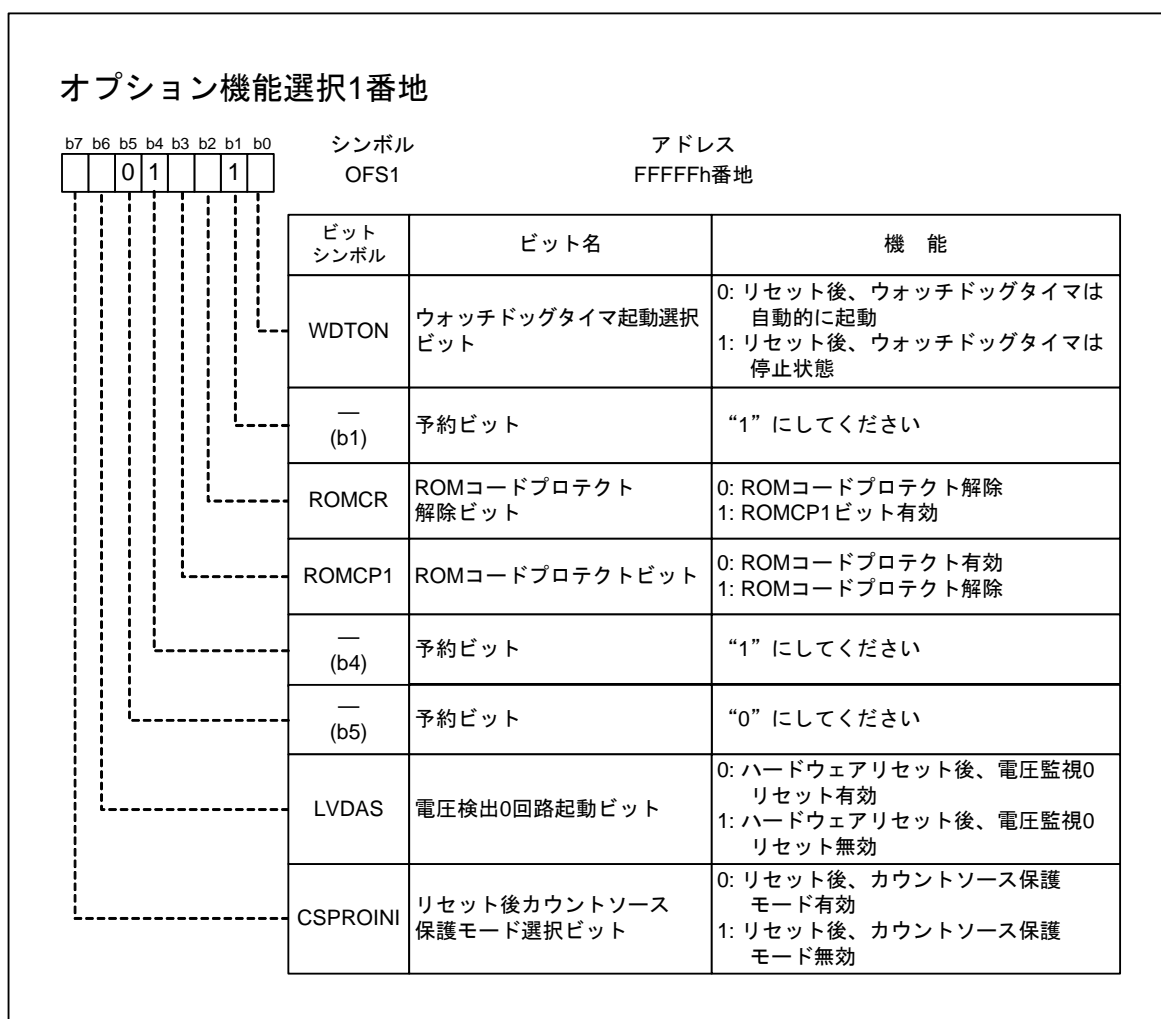 オプション機能選択1番地
b7 b6 b5 b4 b3 b2 b1 b0
シンボル アドレス
0 1 1
OFS1 FFFFFh番地
ビット
シンボル
ビット名
機 能
WDTON
ウォッチドッグタイマ起動選択
ビット
0: リセット後、ウォッチドッグタイマは
自動的に起動
1: リセット後、ウォッチドッグタイマは
停止状態
—
(b1)
予約ビット
“1”にしてください
ROMCR
ROMコードプロテクト
解除ビット
0: ROMコードプロテクト解除
1: ROMCP1ビット有効
ROMCP1
ROMコードプロテクトビット
0: ROMコードプロテクト有効
1: ROMコードプロテクト解除
—
(b4)
予約ビット
“1”にしてください
—
(b5)
予約ビット
“0”にしてください
LVDAS
電圧検出0回路起動ビット
0: ハードウェアリセット後、電圧監視0
リセット有効
1: ハードウェアリセット後、電圧監視0
リセット無効
CSPROINI
リセット後カウントソース
保護モード選択ビット
0: リセット後、カウントソース保護
モード有効
1: リセット後、カウントソース保護
モード無効